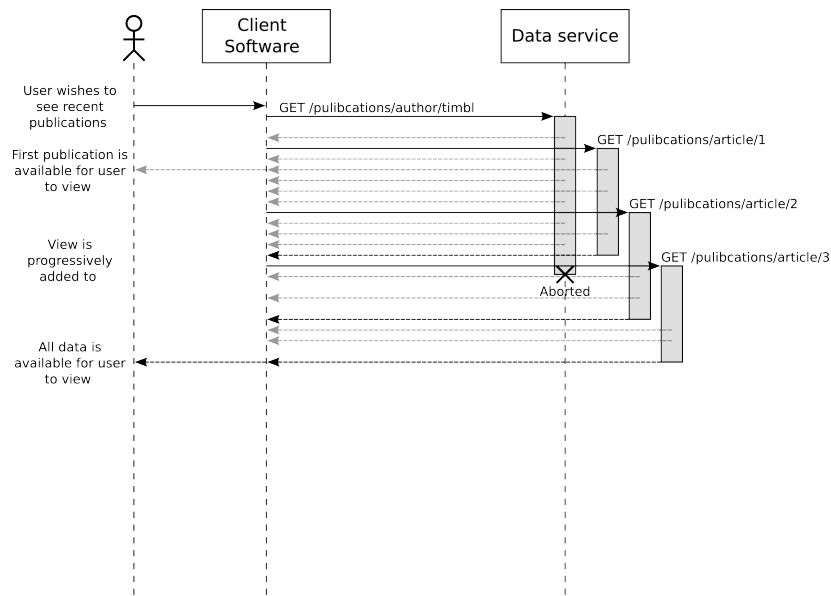 Client
Software
Data service
User wishes to
see recent
publications
GET /pulibcations/author/timbl
GET /pulibcations/article/1
First publication is
available for user
to view
GET /pulibcations/article/2
View is
progressively
added to
GET /pulibcations/article/3
Aborted
All data is
available for user
to view